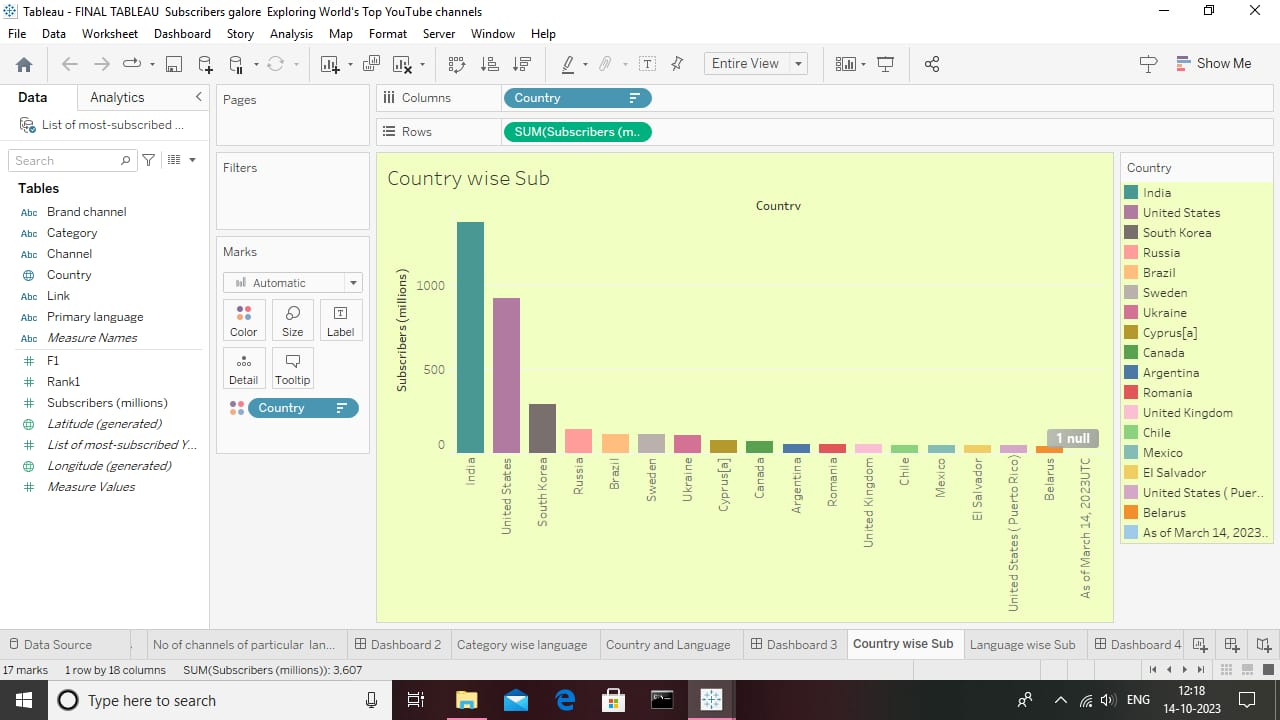 Tableau - FINAL TABLEAU  Subscribers galore  Exploring World's Top YouTube channels
File Data Worksheet Dashboard Story Analysis Map Format Server Window Help
Entire View
Show Me
Data Analytics
List of most-subscribed ...
Search
Tables
Abc Brand channel
Abc Category
Abc Channel
Country
Abc Link
Abc Primary language
Abc Measure Names
F1
Rank1
Subscribers (millions)
Latitude (generated)
List of most-subscribed Y...
Longitude (generated)
Measure Values
Pages
Filters
Marks
Automatic
Color Size Label
T
Detail Tooltip
Country
Columns Country
Rows SUM(Subscribers (m..
Country wise Sub
Country
Subscribers (millions)
1000
500
0
1 null
India
United States
South Korea
Russia
Brazil
Sweden
Ukraine
Cyprus[a]
Canada
Argentina
Romania
United Kingdom
Chile
Mexico
El Salvador
United States ( Puerto Rico)
Belarus
As of March 14, 2023UTC
Country
India
United States
South Korea
Russia
Brazil
Sweden
Ukraine
Cyprus[a]
Canada
Argentina
Romania
United Kingdom
Chile
Mexico
El Salvador
United States ( Puer..
Belarus
As of March 14, 2023..
Data Source
No of channels of particular  lan...
Dashboard 2
Category wise language
Country and Language
Dashboard 3
Country wise Sub
Language wise Sub
Dashboard 4
17 marks 1 row by 18 columns SUM(Subscribers (millions)): 3,607
Type here to search
ENG
12:18
14-10-2023